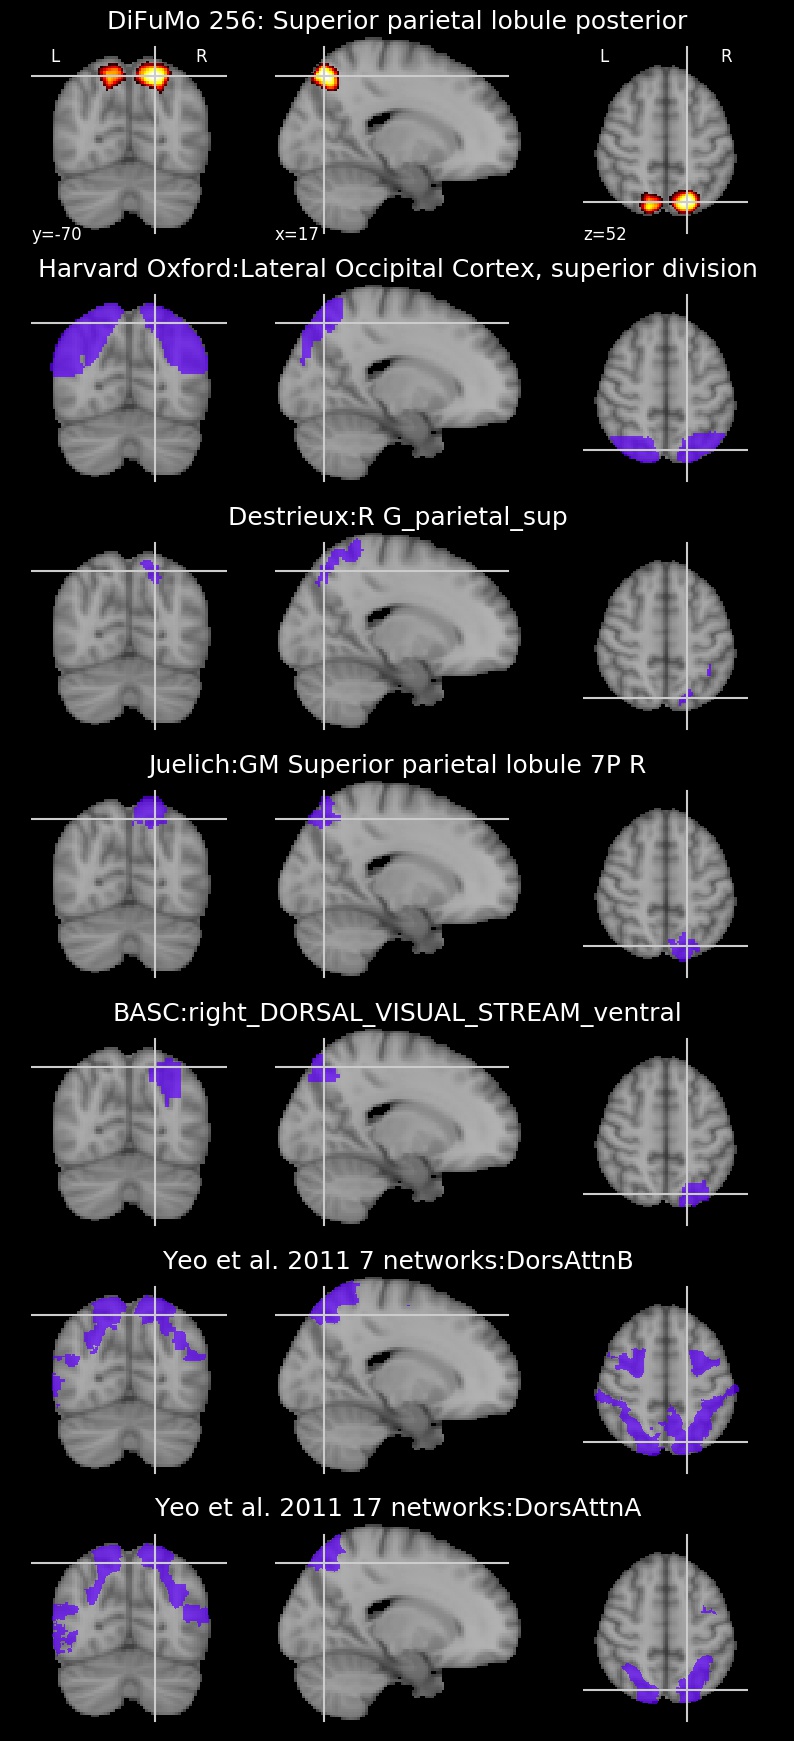 DiFuMo 256: Superior parietal lobule posterior
L R L R
y=-70 x=17 z=52
Harvard Oxford:Lateral Occipital Cortex, superior division
Destrieux:R G_parietal_sup
Juelich:GM Superior parietal lobule 7P R
BASC:right_DORSAL_VISUAL_STREAM_ventral
Yeo et al. 2011 7 networks:DorsAttnB
Yeo et al. 2011 17 networks:DorsAttnA